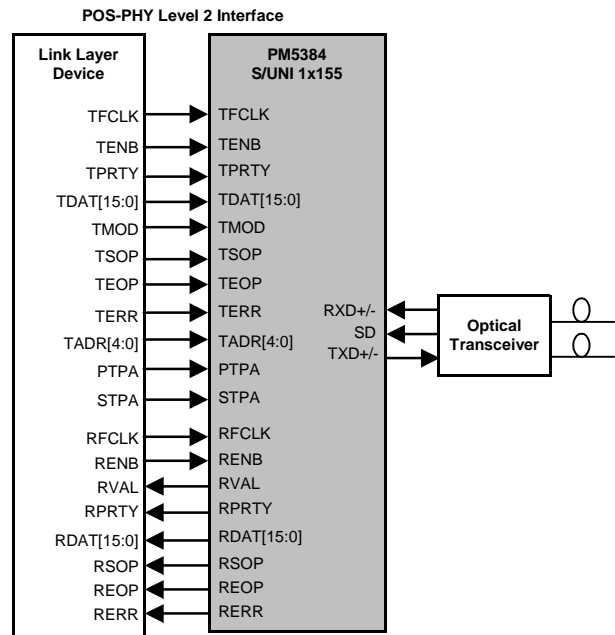 POS-PHY Level 2 Interface
Link Layer
Device
PM5384
S/UNI 1x155
TFCLK TFCLK
TENB TENB
TPRTY TPRTY
TDAT[15:0] TDAT[15:0]
TMOD TMOD
TSOP TSOP
TEOP TEOP
TERR TERR
TADR[4:0] TADR[4:0]
PTPA PTPA
STPA STPA
RFCLK RFCLK
RENB RENB
RVAL RVAL
RPRTY RPRTY
RDAT[15:0] RDAT[15:0]
RSOP RSOP
REOP REOP
RERR RERR
RXD+/-
SD
TXD+/-
Optical
Transceiver